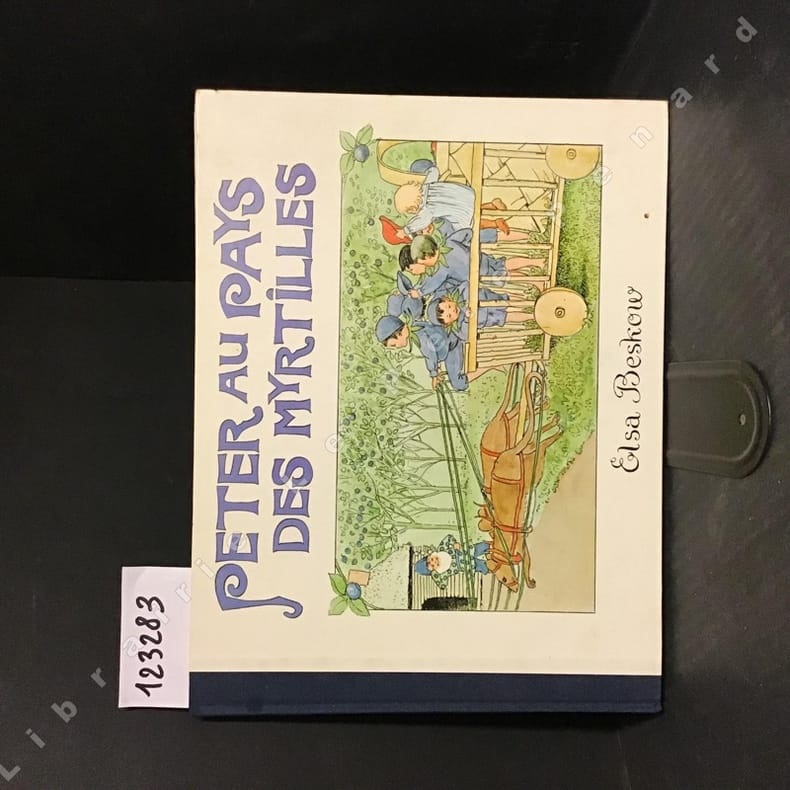 PETER AU PAYS
DES MYRTILLES
Elsa Beskow
123283